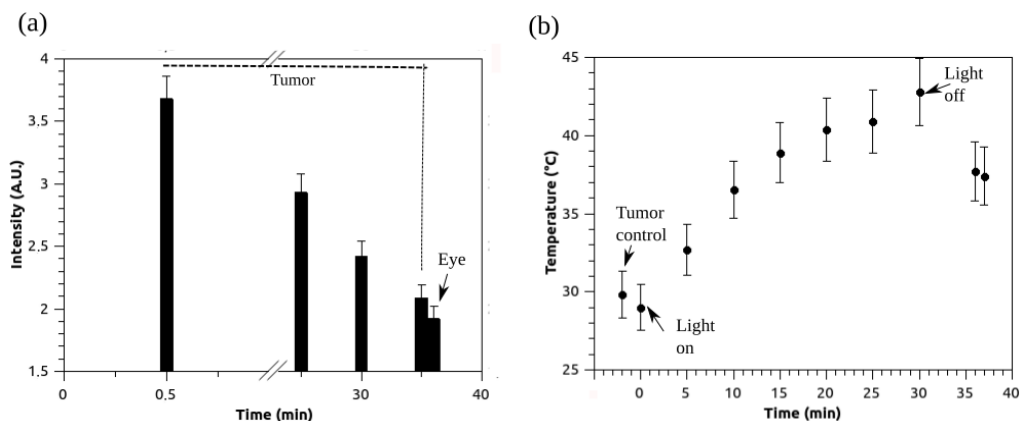 (a)
4
3.5
3
2.5
2
1.5
Intensity (A.U.)
Tumor
Eye
0
0.5
30
40
Time (min)
(b)
45
40
35
30
25
Temperature (°C)
Light
off
Tumor
control
Light
on
0
5
10
15
20
25
30
35
40
Time (min)